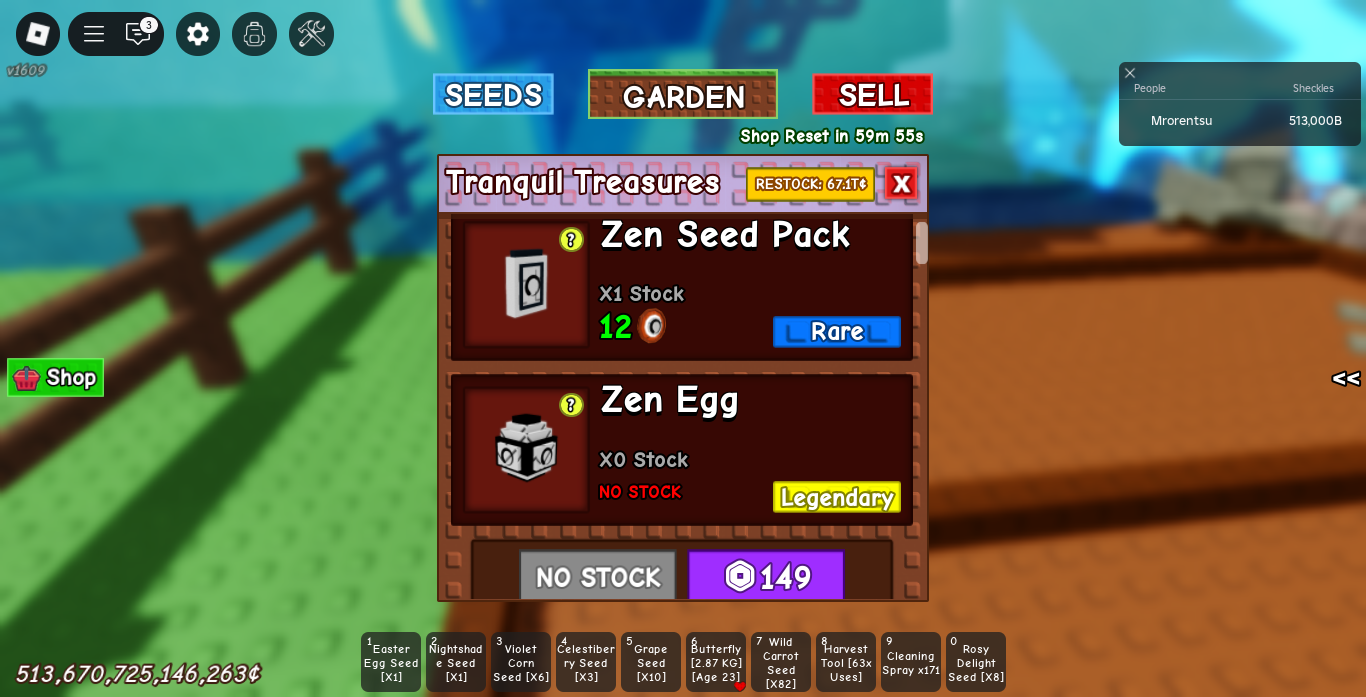 3
v1609
SEEDS
GARDEN
SELL
Shop Reset in 59m 55s
People
Sheckles
Mrorentsu
513,000B
Tranquil Treasures
RESTOCK: 67.1T¢
X
?
Zen Seed Pack
X1 Stock
12
Rare
?
Zen Egg
X0 Stock
NO STOCK
Legendary
NO STOCK
149
Shop
<<
513,670,725,146,263¢
1
Easter
Egg Seed
[X1]
2
Nightshad
e Seed
[X1]
3
Violet
Corn
Seed [X6]
4
Celestiber
ry Seed
[X3]
5
Grape
Seed
[X10]
6
Butterfly
[2.87 KG]
[Age 23]
7
Wild
Carrot
Seed
[X82]
8
Harvest
Tool [63x
Uses]
9
Cleaning
Spray x171
0
Rosy
Delight
Seed [X8]